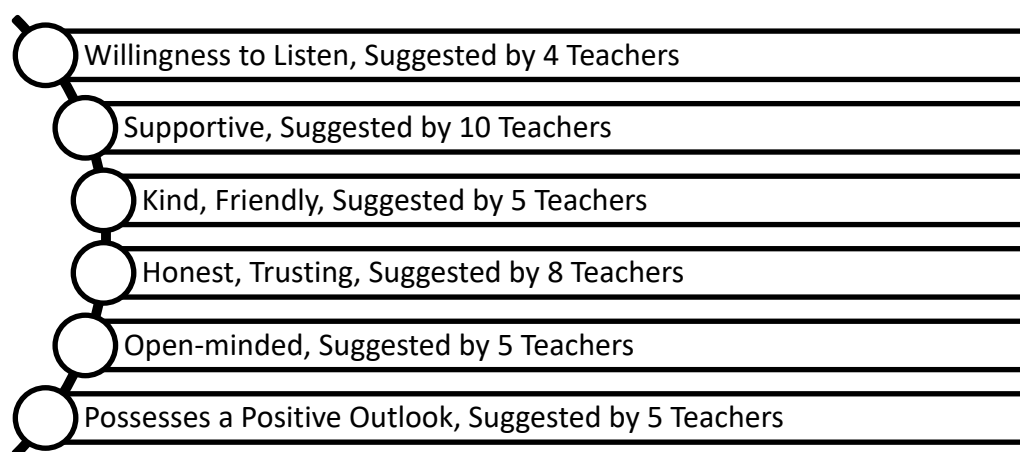 Willingness to Listen, Suggested by 4 Teachers
Supportive, Suggested by 10 Teachers
Kind, Friendly, Suggested by 5 Teachers
Honest, Trusting, Suggested by 8 Teachers
Open-minded, Suggested by 5 Teachers
Possesses a Positive Outlook, Suggested by 5 Teachers